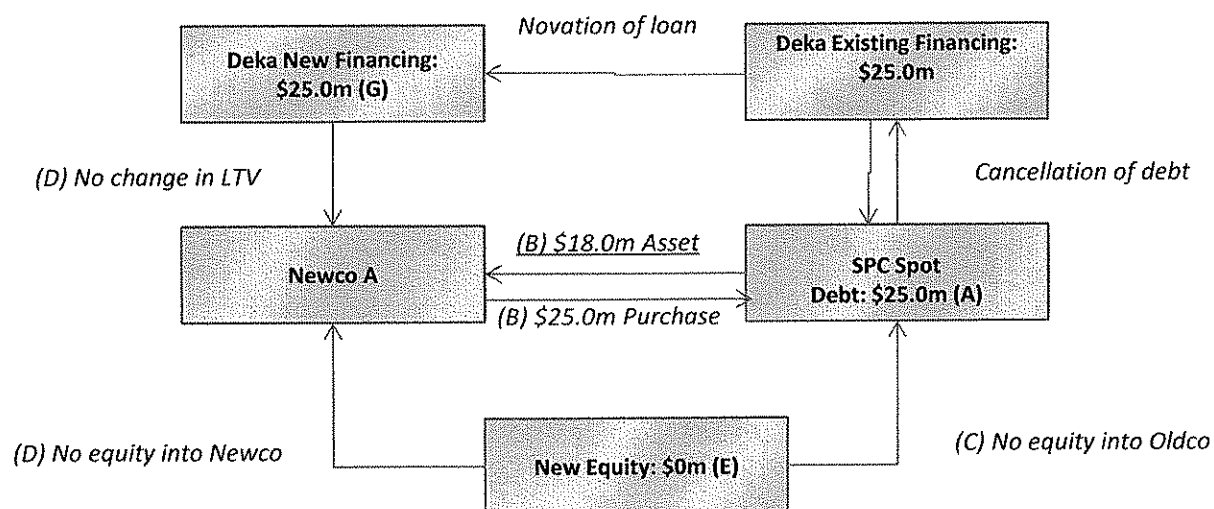 Novation of loan
Deka New Financing:
$25.0m (G)
Deka Existing Financing:
$25.0m
(D) No change in LTV
Cancellation of debt
(B) $18.0m Asset
Newco A
SPC Spot
Debt: $25.0m (A)
(B) $25.0m Purchase
(D) No equity into Newco
New Equity: $0m (E)
(C) No equity into Oldco